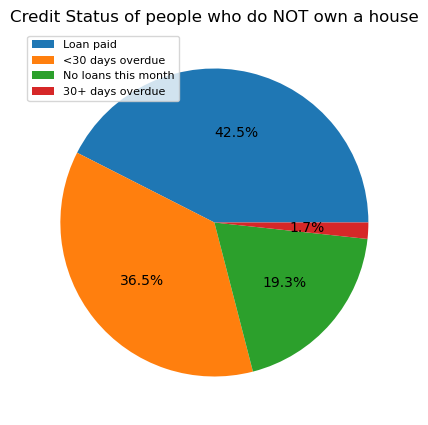 Credit Status of people who do NOT own a house
Loan paid
<30 days overdue
No loans this month
30+ days overdue
42.5%
1.7%
36.5%
19.3%